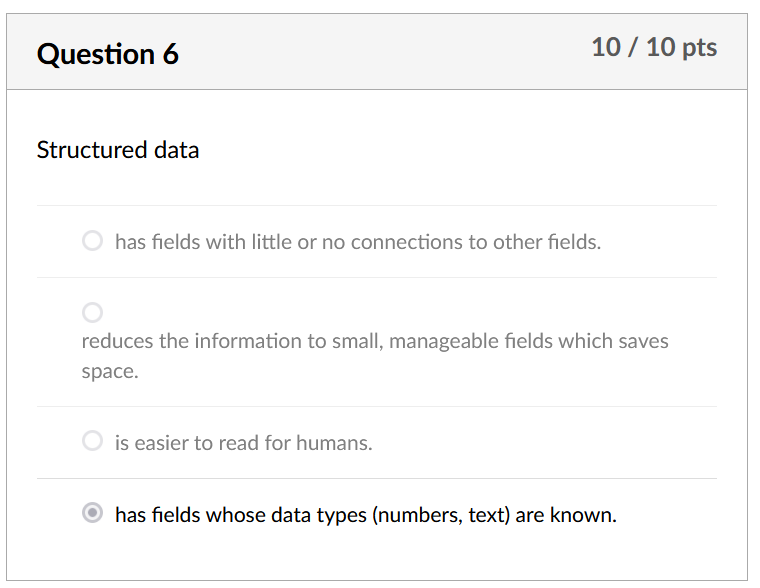 Question 6
10 / 10 pts
Structured data
has fields with little or no connections to other fields.
reduces the information to small, manageable fields which saves
space.
is easier to read for humans.
has fields whose data types (numbers, text) are known.